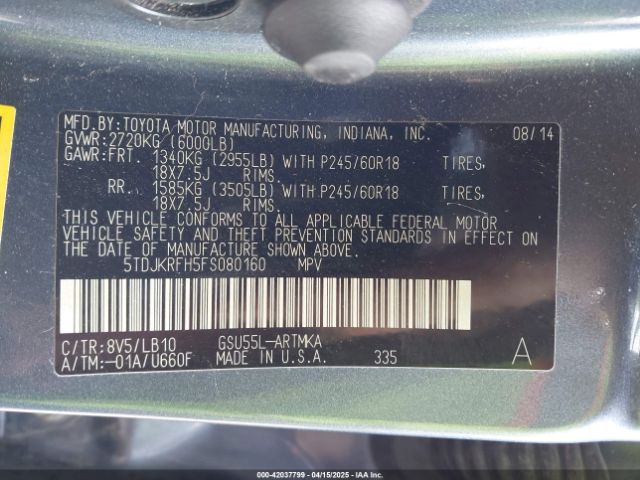 MFD.BY:TOYOTA MOTOR MANUFACTURING, INDIANA, INC. 08/14
GVWR:2720KG (6000LB)
GAWR:FRT. 1340KG (2955LB) WITH P245/60R18 TIRES,
18X7.5J RIMS.
RR. 1585KG (3505LB) WITH P245/60R18 TIRES,
18X7.5J RIMS.
THIS VEHICLE CONFORMS TO ALL APPLICABLE FEDERAL MOTOR
VEHICLE SAFETY AND THEFT PREVENTION STANDARDS IN EFFECT ON
THE DATE OF MANUFACTURE SHOWN ABOVE.
5TDJKRFH5FS080160 MPV
C/TR:8V5/LB10 GSU55L-ARTMKA
A/TM:-01A/U660F MADE IN U.S.A. 335 A
000-42037799 - 04/15/2025 - IAA Inc.